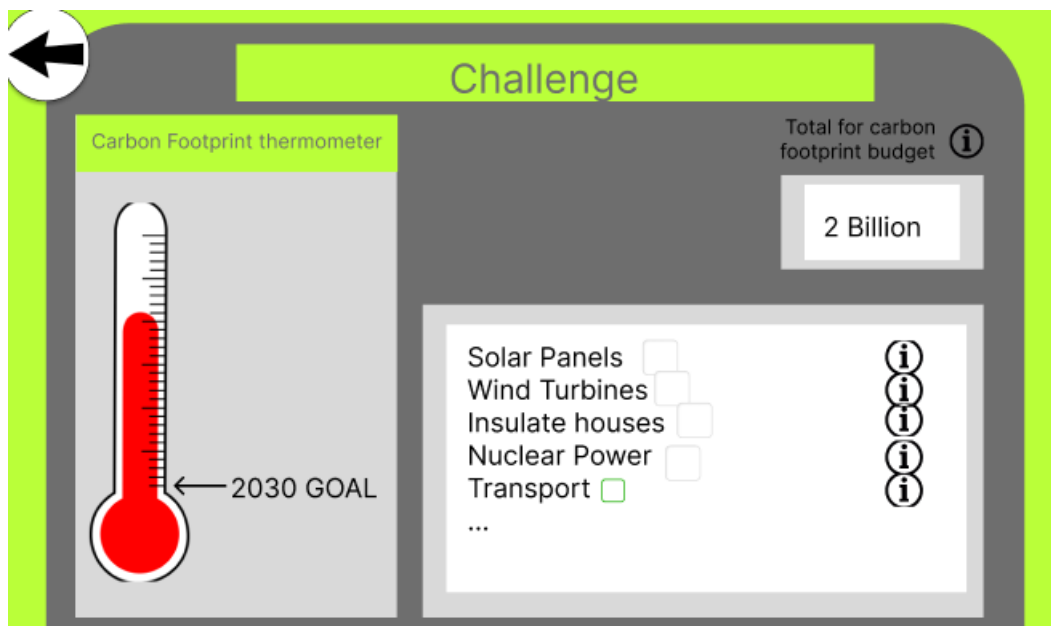 Challenge
Carbon Footprint thermometer
Total for carbon
footprint budget
2 Billion
2030 GOAL
Solar Panels
Wind Turbines
Insulate houses
Nuclear Power
Transport
...